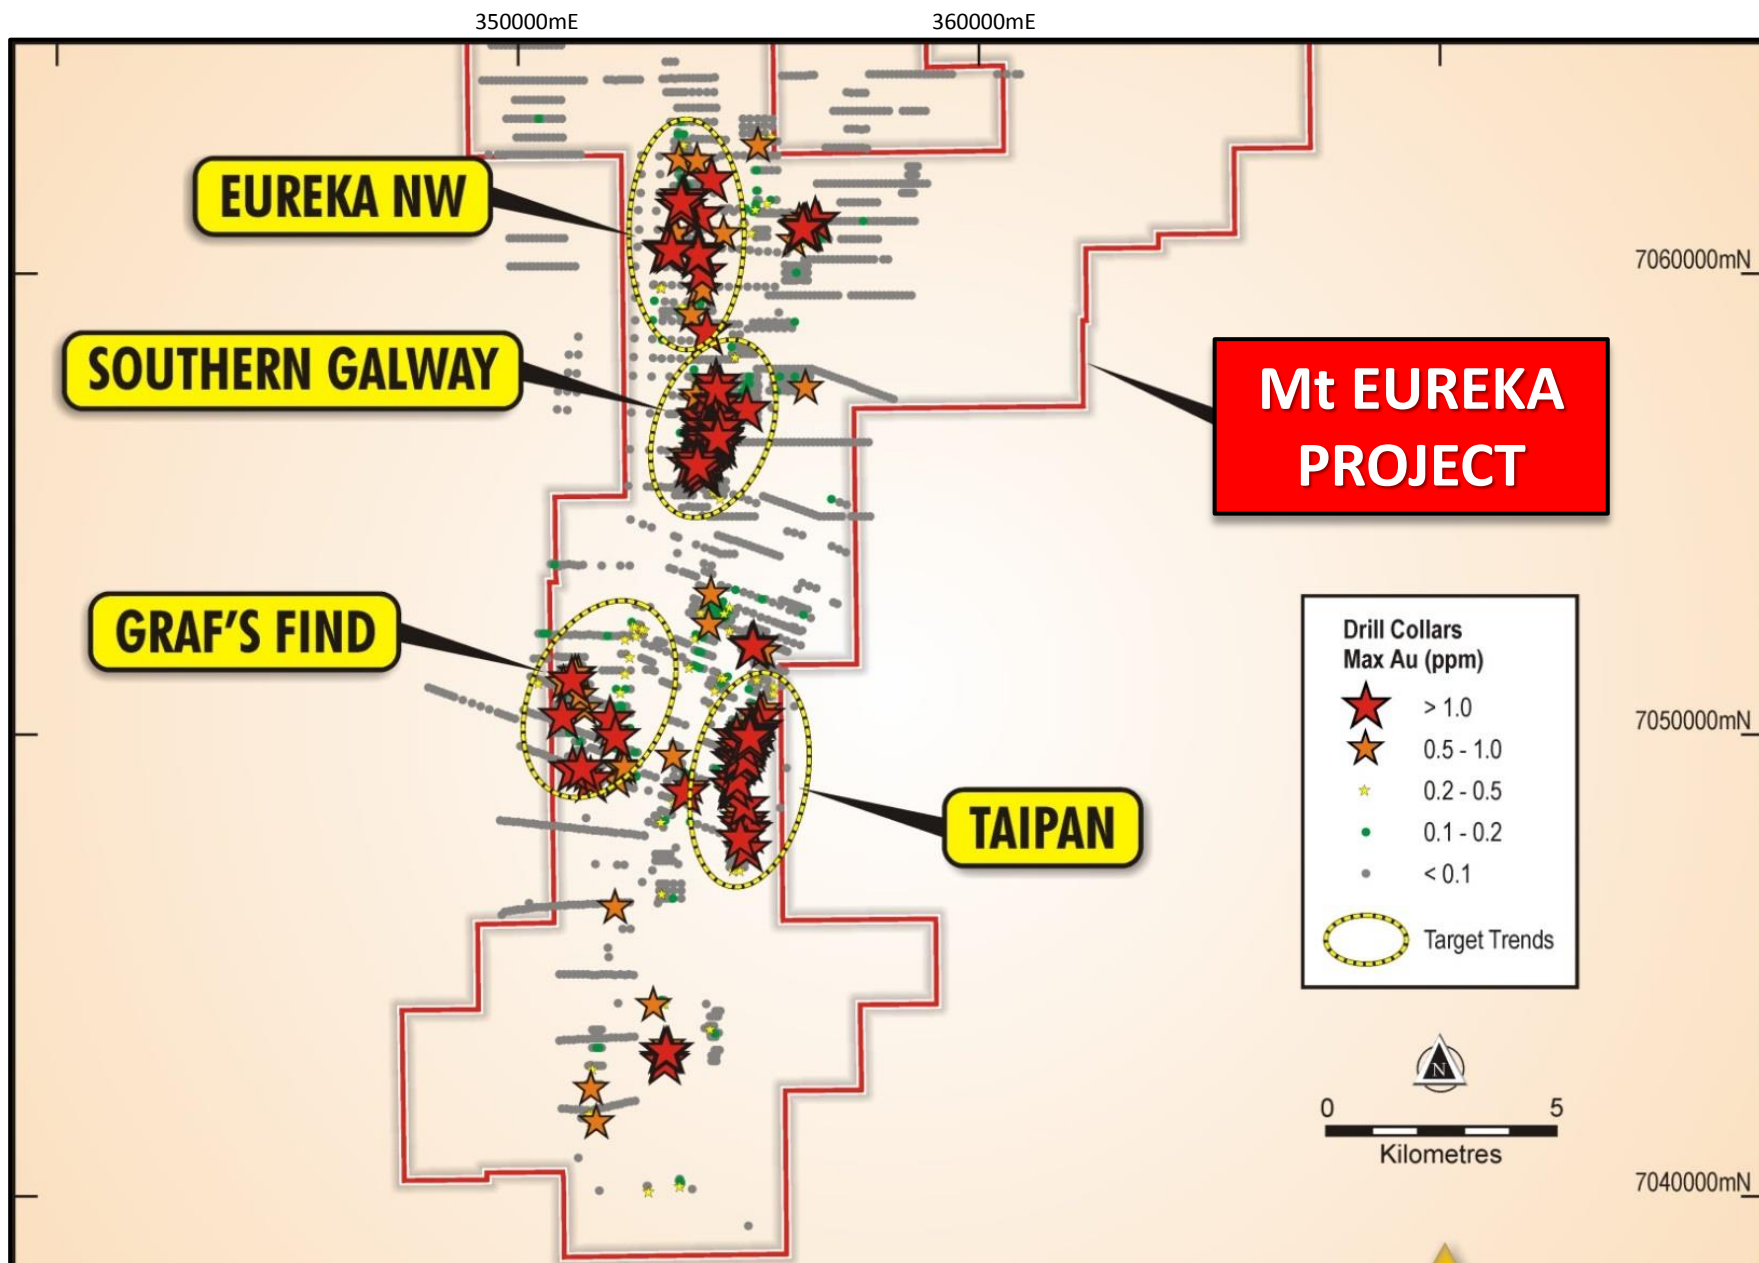 350000mE
360000mE
EUREKA NW
7060000mN
SOUTHERN GALWAY
Mt EUREKA
PROJECT
GRAF'S FIND
Drill Collars
Max Au (ppm)
> 1.0
0.5 - 1.0
0.2 - 0.5
0.1 - 0.2
< 0.1
Target Trends
7050000mN
TAIPAN
N
0 5
Kilometres
7040000mN